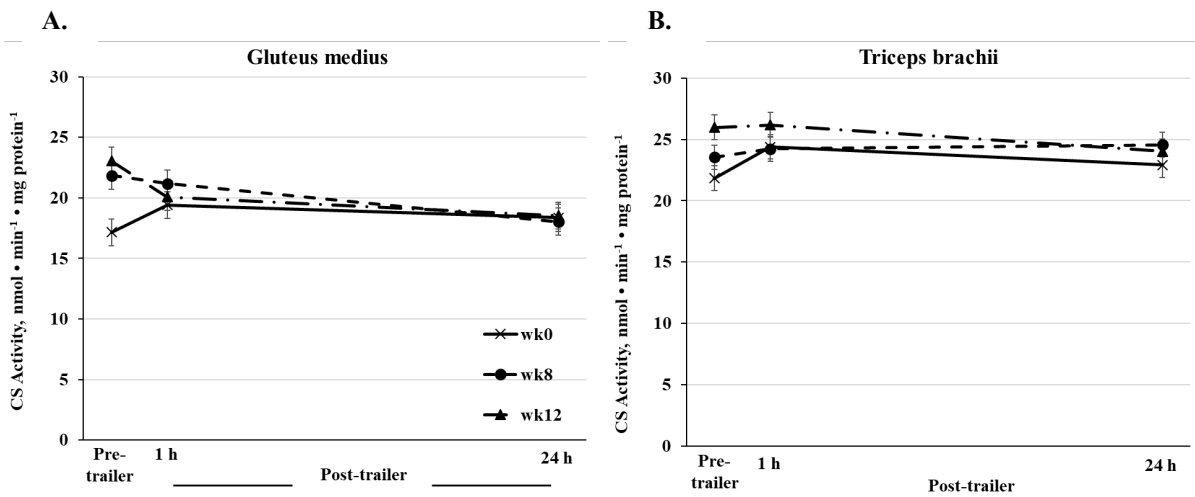 A.
Gluteus medius
CS Activity, nmol • min⁻¹ • mg protein⁻¹
30
25
20
15
10
5
0
wk0
wk8
wk12
Pre-
trailer
1 h
24 h
Post-trailer
B.
Triceps brachii
CS Activity, nmol • min⁻¹ • mg protein⁻¹
30
25
20
15
10
5
0
Pre-
trailer
1 h
24 h
Post-trailer